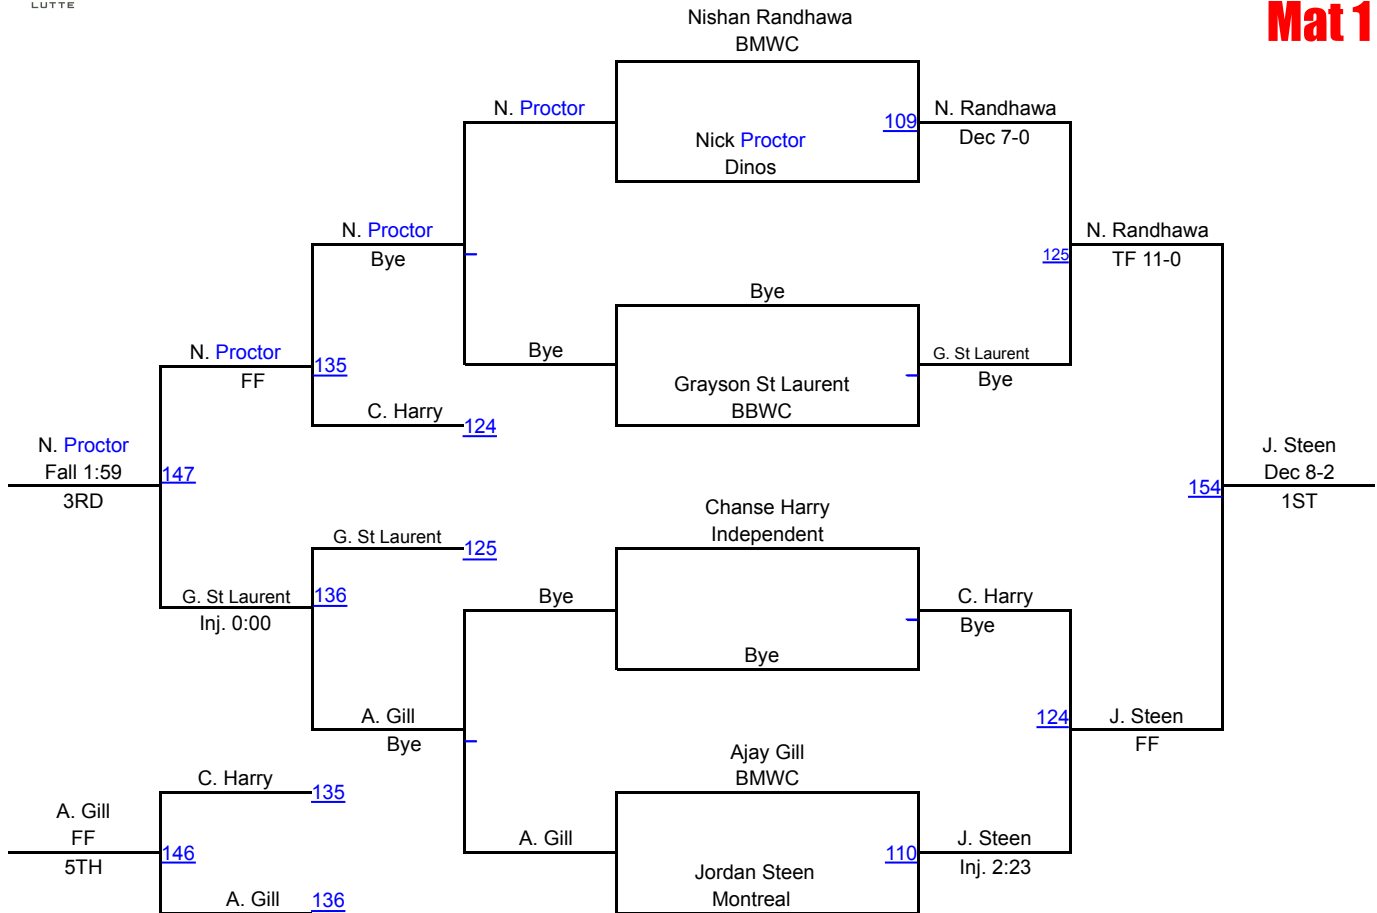 LUTTE
Mat 1
Nishan Randhawa
BMWC
N. Proctor
109
N. Randhawa
Dec 7-0
Nick Proctor
Dinos
N. Proctor
Bye
N. Randhawa
TF 11-0
125
Bye
N. Proctor
FF
135
Bye
G. St Laurent
Bye
Grayson St Laurent
BBWC
C. Harry
124
N. Proctor
Fall 1:59
3RD
147
J. Steen
Dec 8-2
1ST
154
Chanse Harry
Independent
G. St Laurent
125
G. St Laurent
Inj. 0:00
136
Bye
C. Harry
Bye
Bye
A. Gill
Bye
124
J. Steen
FF
Ajay Gill
BMWC
C. Harry
135
A. Gill
FF
5TH
146
A. Gill
110
J. Steen
Inj. 2:23
Jordan Steen
Montreal
A. Gill
136